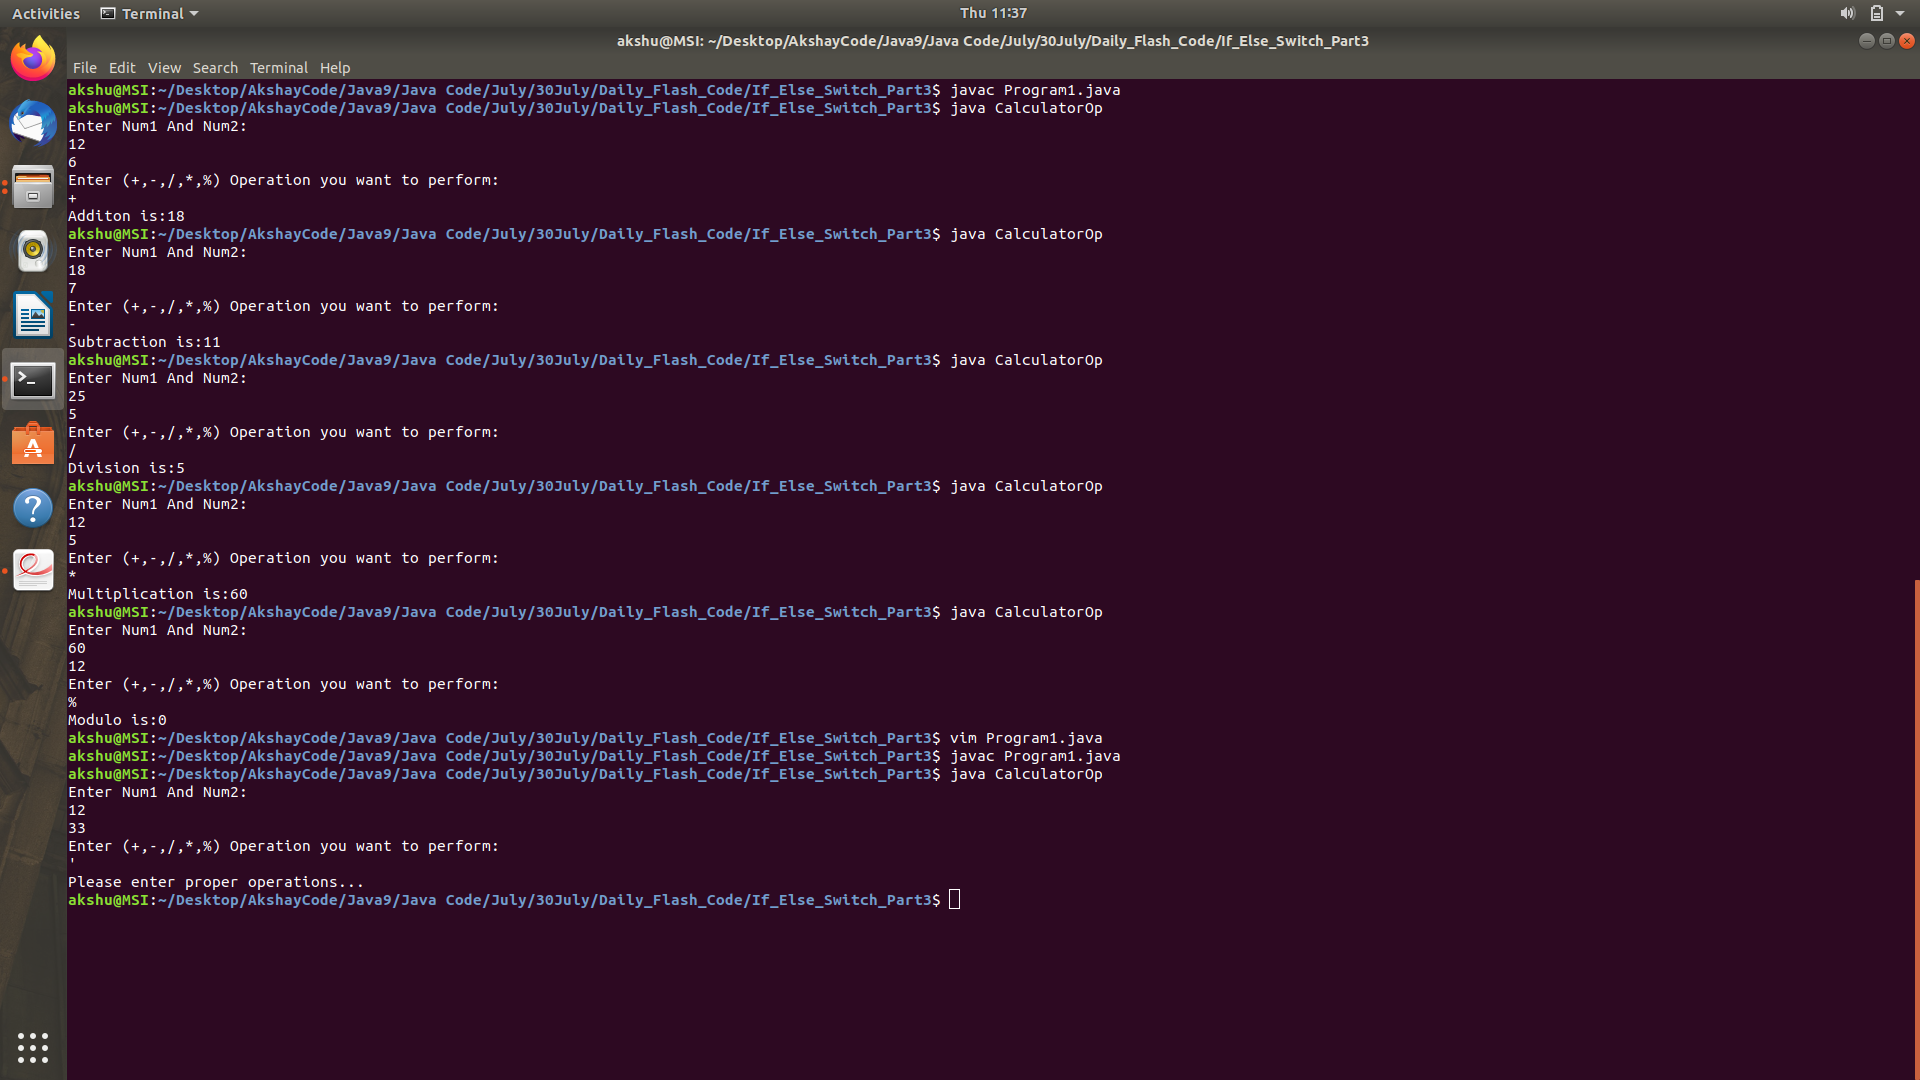 Activities Terminal Thu 11:37
akshu@MSI: ~/Desktop/AkshayCode/Java9/Java Code/July/30July/Daily_Flash_Code/If_Else_Switch_Part3
File Edit View Search Terminal Help
akshu@MSI:~/Desktop/AkshayCode/Java9/Java Code/July/30July/Daily_Flash_Code/If_Else_Switch_Part3$ javac Program1.java
akshu@MSI:~/Desktop/AkshayCode/Java9/Java Code/July/30July/Daily_Flash_Code/If_Else_Switch_Part3$ java CalculatorOp
Enter Num1 And Num2:
12
6
Enter (+,-,/,*,%) Operation you want to perform:
+
Additon is:18
akshu@MSI:~/Desktop/AkshayCode/Java9/Java Code/July/30July/Daily_Flash_Code/If_Else_Switch_Part3$ java CalculatorOp
Enter Num1 And Num2:
18
7
Enter (+,-,/,*,%) Operation you want to perform:
-
Subtraction is:11
akshu@MSI:~/Desktop/AkshayCode/Java9/Java Code/July/30July/Daily_Flash_Code/If_Else_Switch_Part3$ java CalculatorOp
Enter Num1 And Num2:
25
5
Enter (+,-,/,*,%) Operation you want to perform:
/
Division is:5
akshu@MSI:~/Desktop/AkshayCode/Java9/Java Code/July/30July/Daily_Flash_Code/If_Else_Switch_Part3$ java CalculatorOp
Enter Num1 And Num2:
12
5
Enter (+,-,/,*,%) Operation you want to perform:
*
Multiplication is:60
akshu@MSI:~/Desktop/AkshayCode/Java9/Java Code/July/30July/Daily_Flash_Code/If_Else_Switch_Part3$ java CalculatorOp
Enter Num1 And Num2:
60
12
Enter (+,-,/,*,%) Operation you want to perform:
%
Modulo is:0
akshu@MSI:~/Desktop/AkshayCode/Java9/Java Code/July/30July/Daily_Flash_Code/If_Else_Switch_Part3$ vim Program1.java
akshu@MSI:~/Desktop/AkshayCode/Java9/Java Code/July/30July/Daily_Flash_Code/If_Else_Switch_Part3$ javac Program1.java
akshu@MSI:~/Desktop/AkshayCode/Java9/Java Code/July/30July/Daily_Flash_Code/If_Else_Switch_Part3$ java CalculatorOp
Enter Num1 And Num2:
12
33
Enter (+,-,/,*,%) Operation you want to perform:
'
Please enter proper operations...
akshu@MSI:~/Desktop/AkshayCode/Java9/Java Code/July/30July/Daily_Flash_Code/If_Else_Switch_Part3$